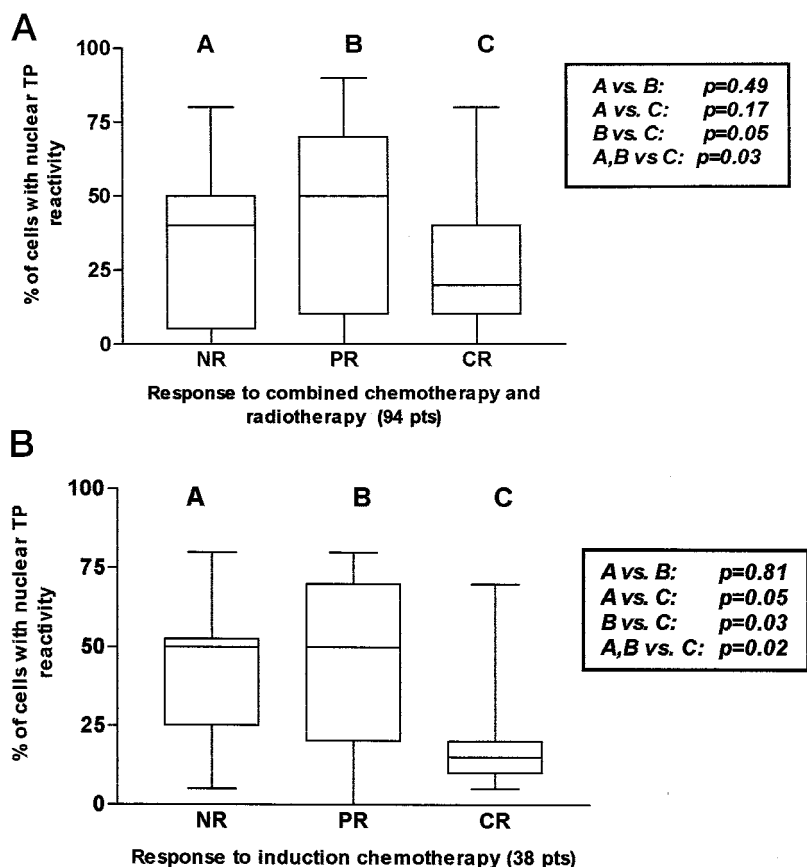 A
A B C
100
75
50
25
0
% of cells with nuclear TP
reactivity
NR PR CR
Response to combined chemotherapy and
radiotherapy (94 pts)
A vs. B: p=0.49
A vs. C: p=0.17
B vs. C: p=0.05
A,B vs C: p=0.03
B
A B C
100
75
50
25
0
% of cells with nuclear TP
reactivity
NR PR CR
Response to induction chemotherapy (38 pts)
A vs. B: p=0.81
A vs. C: p=0.05
B vs. C: p=0.03
A,B vs. C: p=0.02